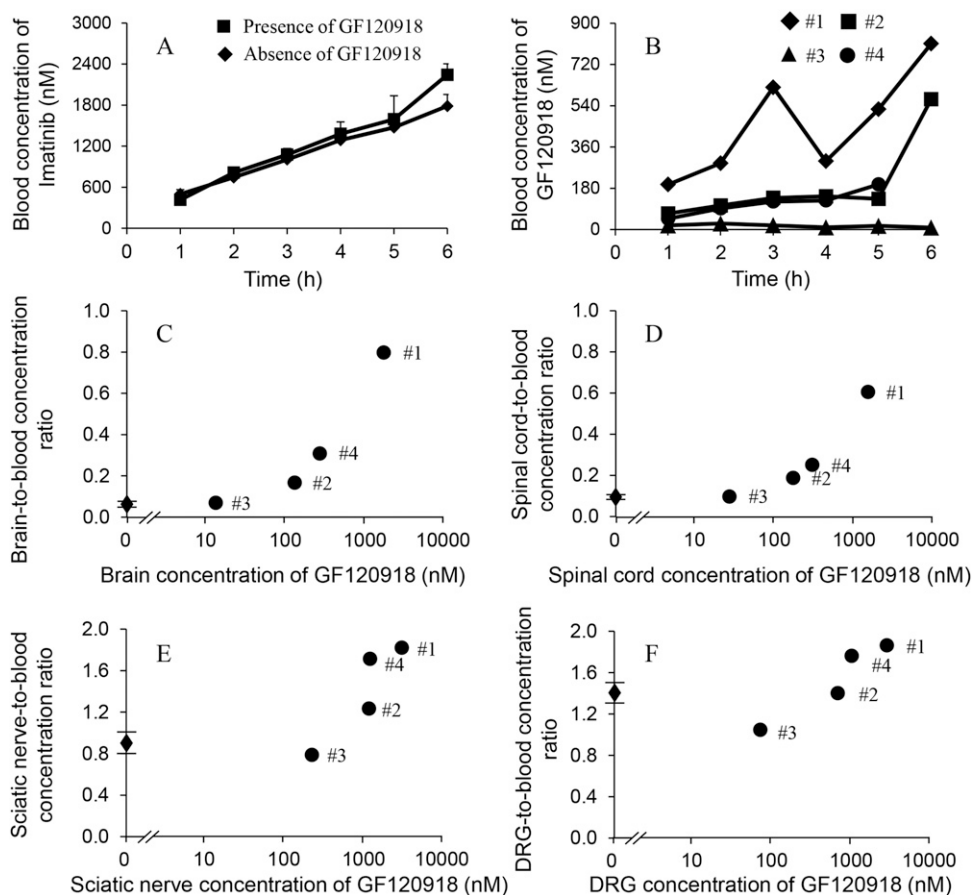 A
Presence of GF120918
Absence of GF120918
Blood concentration of
Imatinib (nM)
3000
2400
1800
1200
600
0
0 1 2 3 4 5 6
Time (h)
B
#1 #2
#3 #4
Blood concentration of
GF120918 (nM)
900
720
540
360
180
0
0 1 2 3 4 5 6
Time (h)
C
Brain-to-blood concentration
ratio
1.0
0.8
0.6
0.4
0.2
0.0
#1
#4
#2
#3
0 10 100 1000 10000
Brain concentration of GF120918 (nM)
D
Spinal cord-to-blood
concentration ratio
1.0
0.8
0.6
0.4
0.2
0.0
#1
#4
#2
#3
0 10 100 1000 10000
Spinal cord concentration of GF120918 (nM)
E
Sciatic nerve-to-blood
concentration ratio
2.0
1.6
1.2
0.8
0.4
0.0
#1
#4
#2
#3
0 10 100 1000 10000
Sciatic nerve concentration of GF120918 (nM)
F
DRG-to-blood concentration
ratio
2.0
1.6
1.2
0.8
0.4
0.0
#1
#4
#2
#3
0 10 100 1000 10000
DRG concentration of GF120918 (nM)